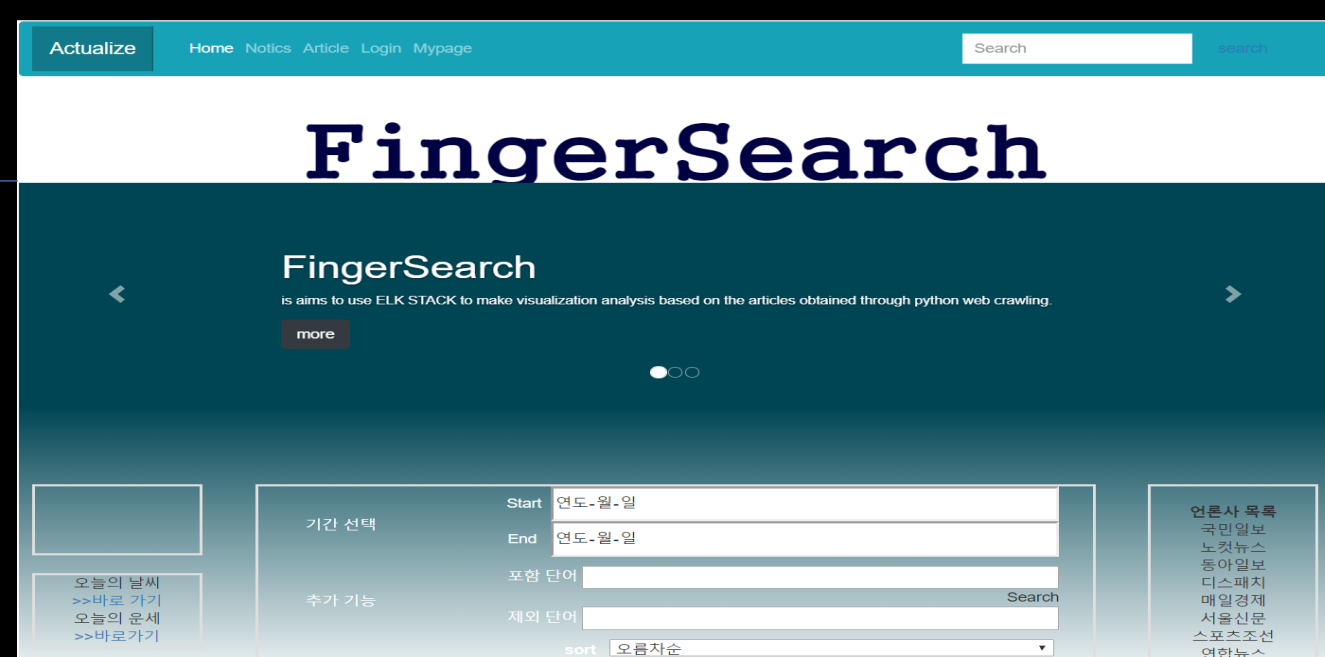 Actualize Home Notics Article Login Mypage Search search
FingerSearch
FingerSearch
is aims to use ELK STACK to make visualization analysis based on the articles obtained through python web crawling.
more
기간 선택
Start 연도-월-일
End 연도-월-일
추가 기능
포함 단어
Search
제외 단어
sort 오름차순
오늘의 날씨
>>바로 가기
오늘의 운세
>>바로가기
언론사 목록
국민일보
노컷뉴스
동아일보
디스패치
매일경제
서울신문
스포츠조선
연합뉴스